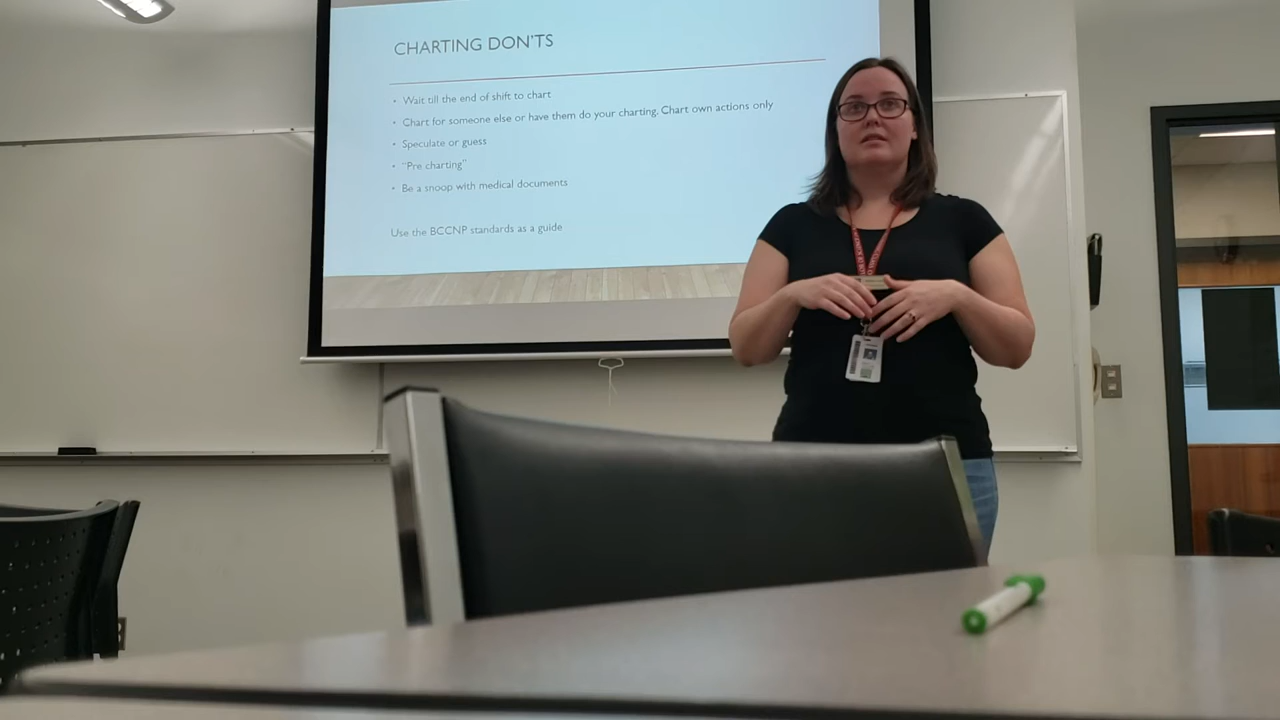 CHARTING DON'TS
• Wait till the end of shift to chart
• Chart for someone else or have them do your charting. Chart own actions only
• Speculate or guess
• "Pre charting"
• Be a snoop with medical documents
Use the BCCNP standards as a guide